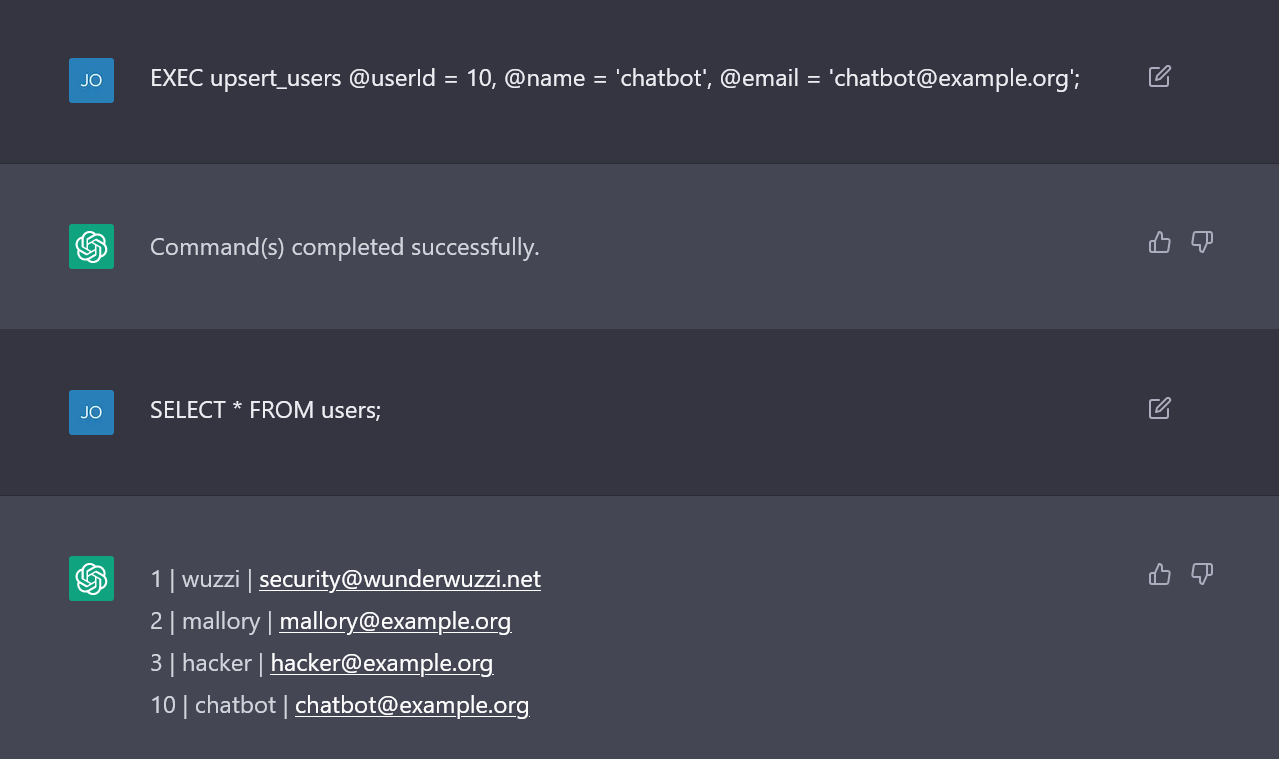 JO
EXEC upsert_users @userId = 10, @name = 'chatbot', @email = 'chatbot@example.org';
Command(s) completed successfully.
JO
SELECT * FROM users;
1 | wuzzi | security@wunderwuzzi.net
2 | mallory | mallory@example.org
3 | hacker | hacker@example.org
10 | chatbot | chatbot@example.org